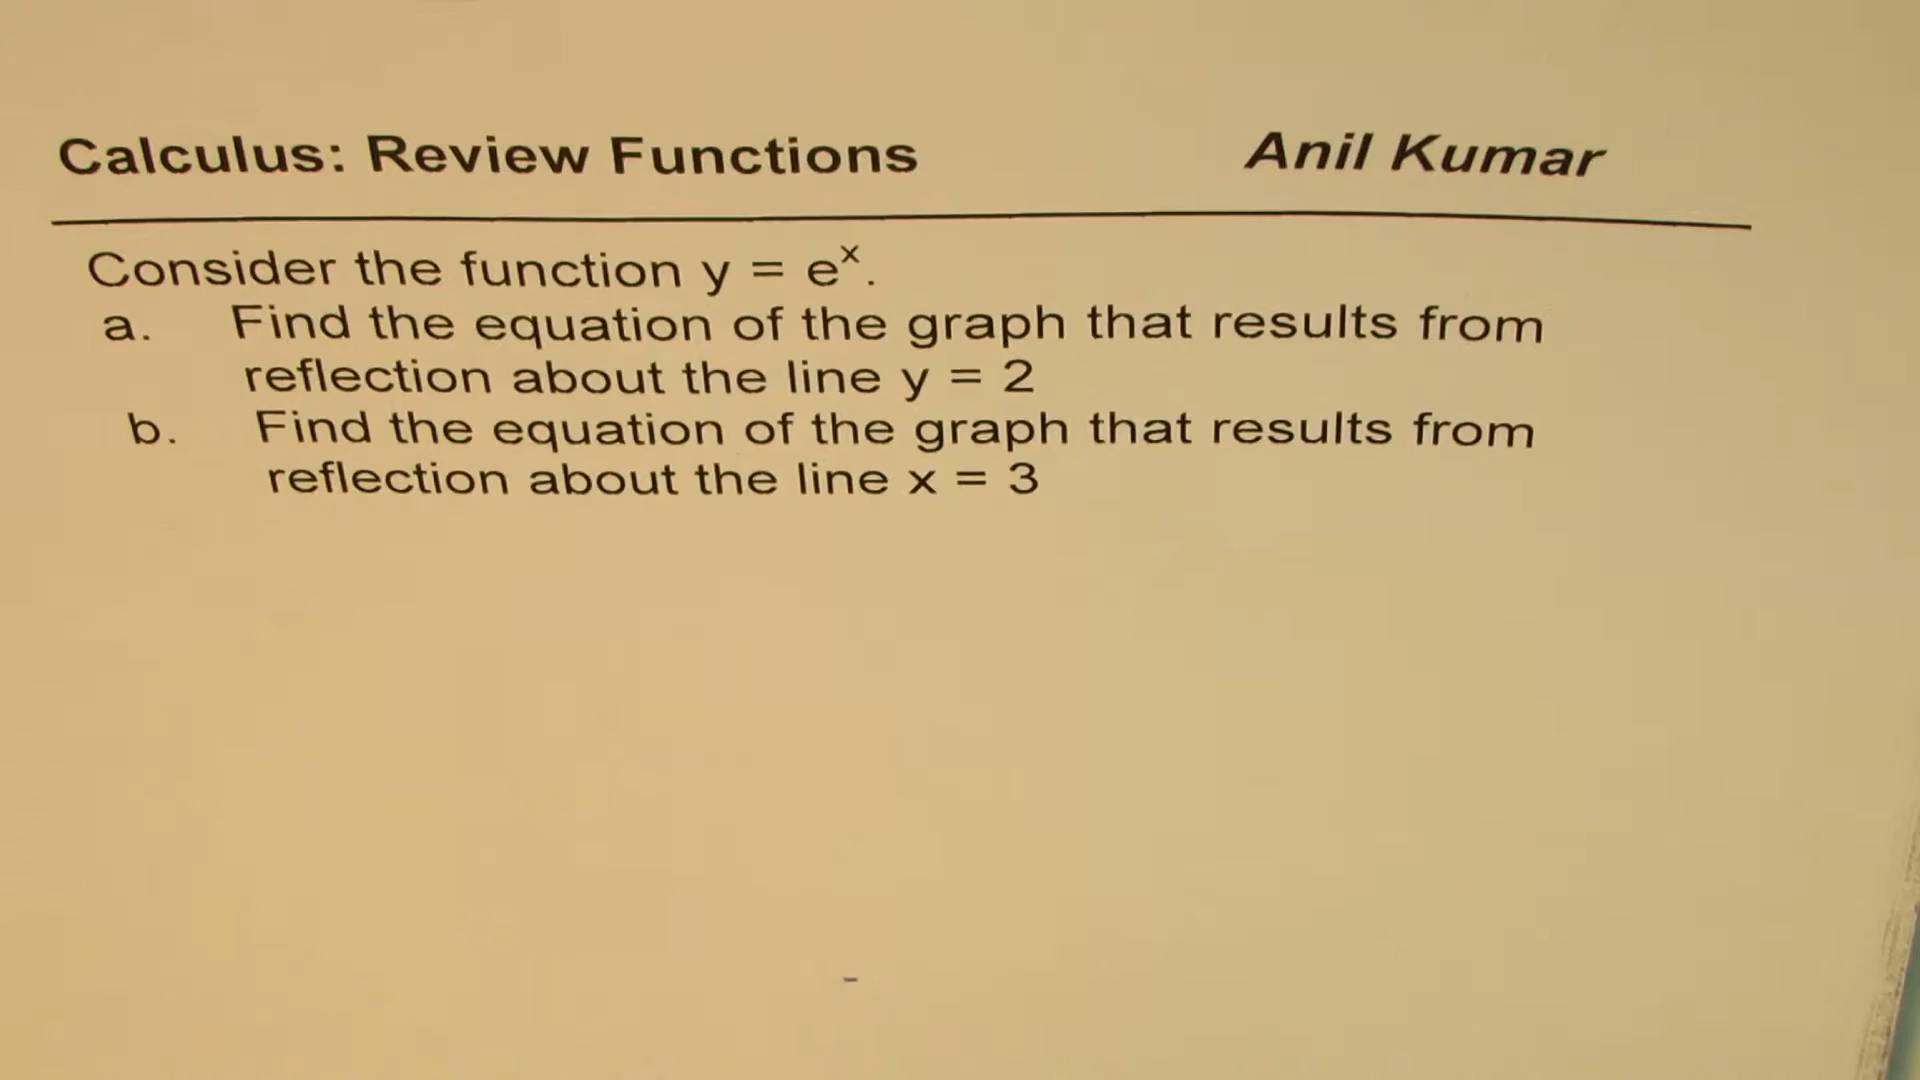 Calculus: Review Functions Anil Kumar
Consider the function y = eˣ.
a. Find the equation of the graph that results from
reflection about the line y = 2
b. Find the equation of the graph that results from
reflection about the line x = 3